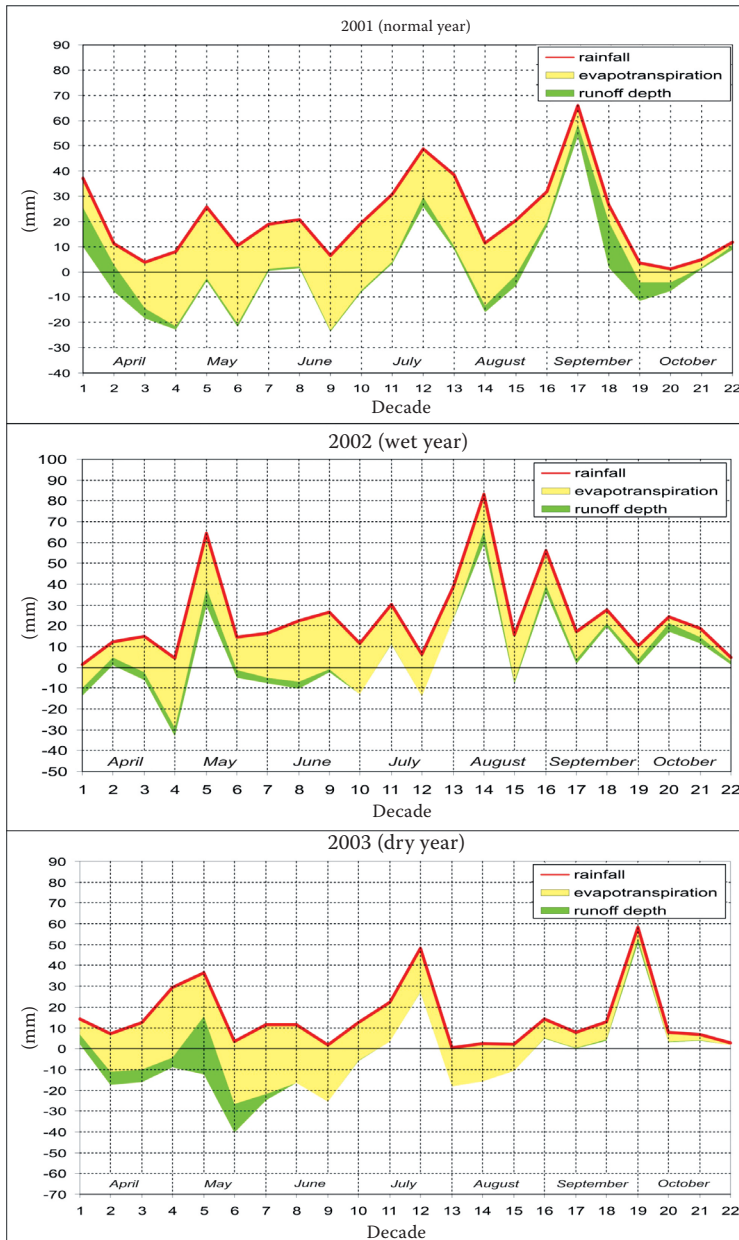 2001 (normal year)
90
80
70
60
50
40
30
20
10
0
-10
-20
-30
-40
(mm)
rainfall
evapotranspiration
runoff depth
April May June July August September October
1 2 3 4 5 6 7 8 9 10 11 12 13 14 15 16 17 18 19 20 21 22
Decade
2002 (wet year)
100
90
80
70
60
50
40
30
20
10
0
-10
-20
-30
-40
-50
(mm)
rainfall
evapotranspiration
runoff depth
April May June July August September October
1 2 3 4 5 6 7 8 9 10 11 12 13 14 15 16 17 18 19 20 21 22
Decade
2003 (dry year)
90
80
70
60
50
40
30
20
10
0
-10
-20
-30
-40
-50
-60
-70
(mm)
rainfall
evapotranspiration
runoff depth
April May June July August September October
1 2 3 4 5 6 7 8 9 10 11 12 13 14 15 16 17 18 19 20 21 22
Decade